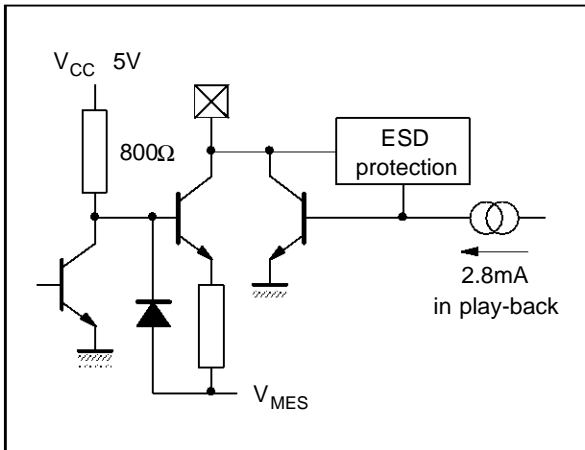 VCC 5V
800Ω
ESD
protection
2.8mA
in play-back
VMES